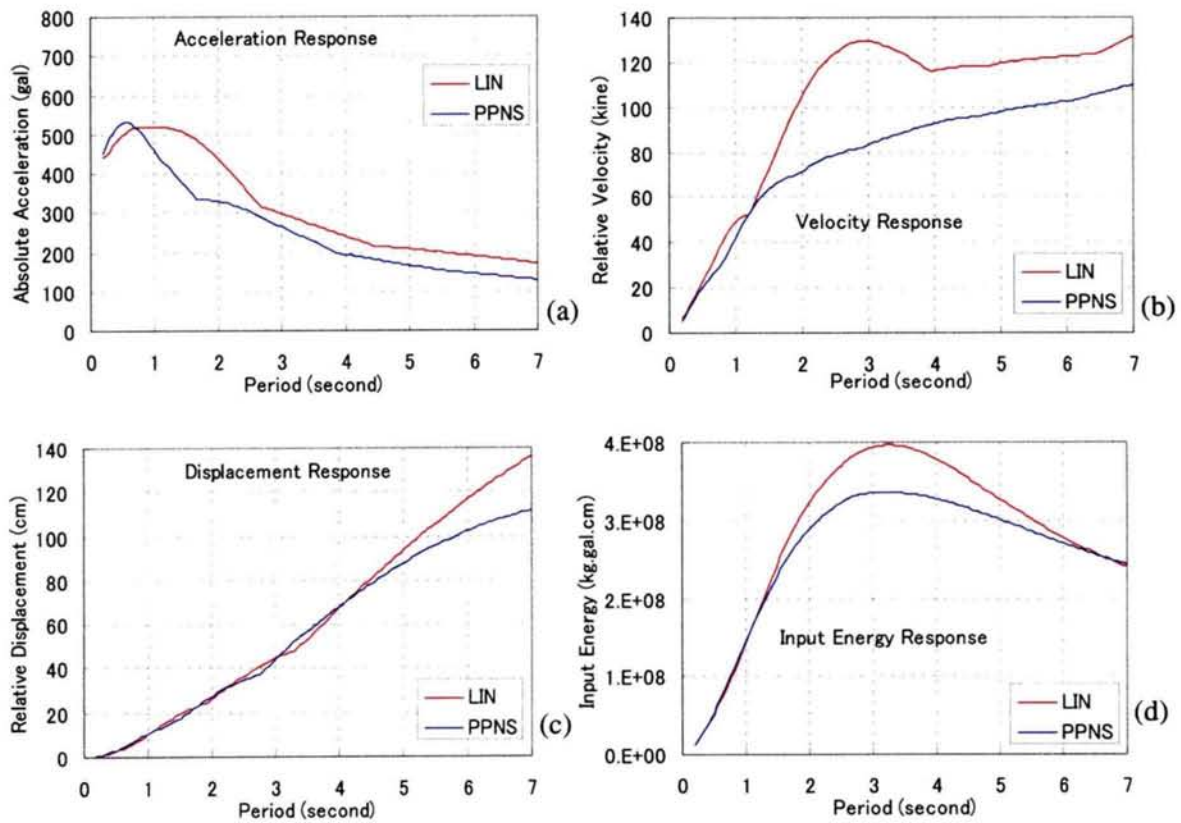 Acceleration Response
LIN
PPNS
Absolute Acceleration (gal)
800
700
600
500
400
300
200
100
0
0 1 2 3 4 5 6 7
Period (second)
(a)
Velocity Response
LIN
PPNS
Relative Velocity (kine)
140
120
100
80
60
40
20
0
0 1 2 3 4 5 6 7
Period (second)
(b)
Displacement Response
LIN
PPNS
Relative Displacement (cm)
140
120
100
80
60
40
20
0
0 1 2 3 4 5 6 7
Period (second)
(c)
Input Energy Response
LIN
PPNS
Input Energy (kg.gal.cm)
4.E+08
3.E+08
2.E+08
1.E+08
0.E+00
0 1 2 3 4 5 6 7
Period (second)
(d)